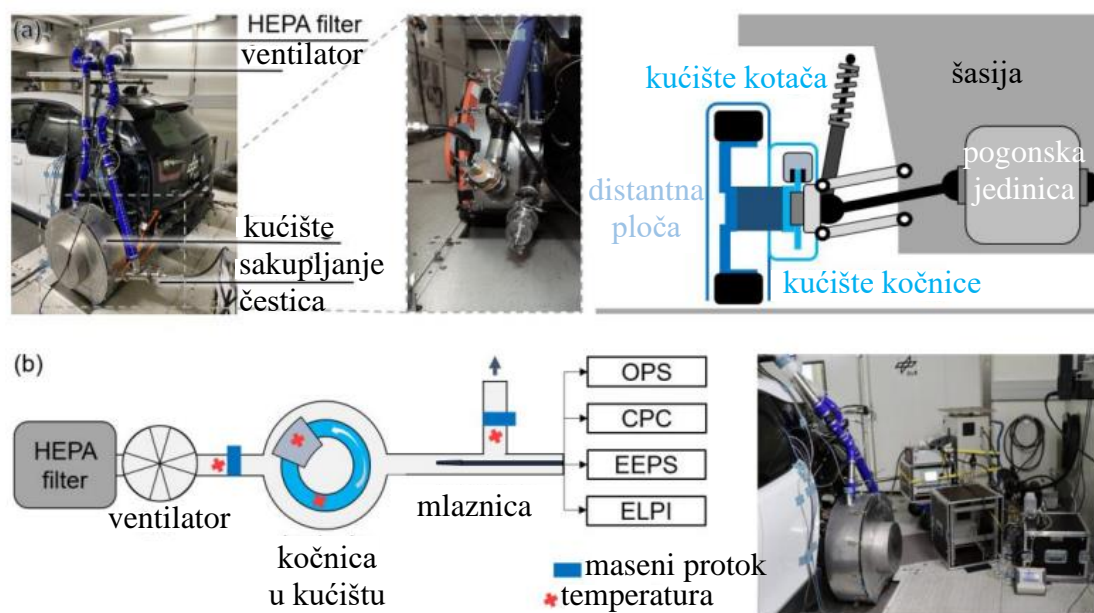 (a)
HEPA filter
ventilator
kućište
sakupljanje
čestica
kućište kotača
šasija
distantna
ploča
pogonska
jedinica
kućište kočnice
(b)
HEPA
filter
ventilator
kočnica
u kućištu
mlaznica
OPS
CPC
EEPS
ELPI
maseni protok
temperatura